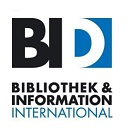 BID
BIBLIOTHEK &
INFORMATION
INTERNATIONAL